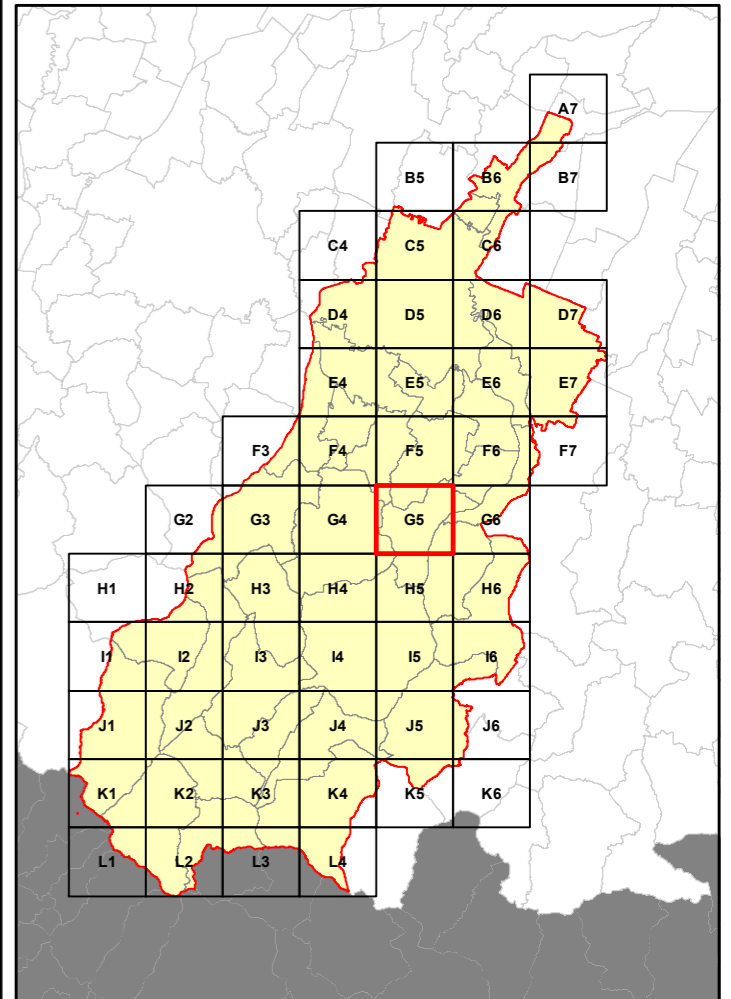 A7
B5 B6 B7
C4 C5 C6
D4 D5 D6 D7
E4 E5 E6 E7
F3 F4 F5 F6 F7
G2 G3 G4 G5 G6
H1 H2 H3 H4 H5 H6
I1 I2 I3 I4 I5 I6
J1 J2 J3 J4 J5 J6
K1 K2 K3 K4 K5 K6
L1 L2 L3 L4